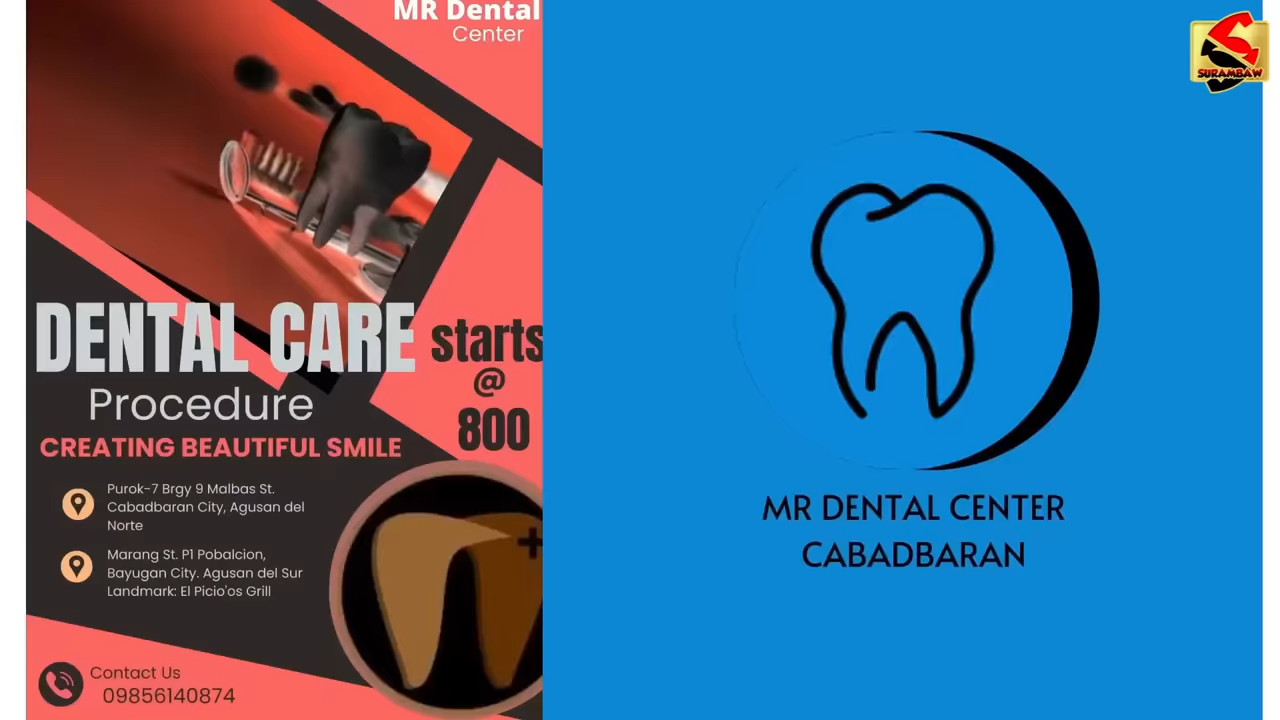 MR Dental
Center
DENTAL CARE
Procedure
CREATING BEAUTIFUL SMILE
starts
@
800
Purok-7 Brgy 9 Malbas St.
Cabadbaran City, Agusan del
Norte
Marang St. P1 Pobalcion,
Bayugan City. Agusan del Sur
Landmark: El Picio'os Grill
Contact Us
09856140874
MR DENTAL CENTER
CABADBARAN
SURAMBAW